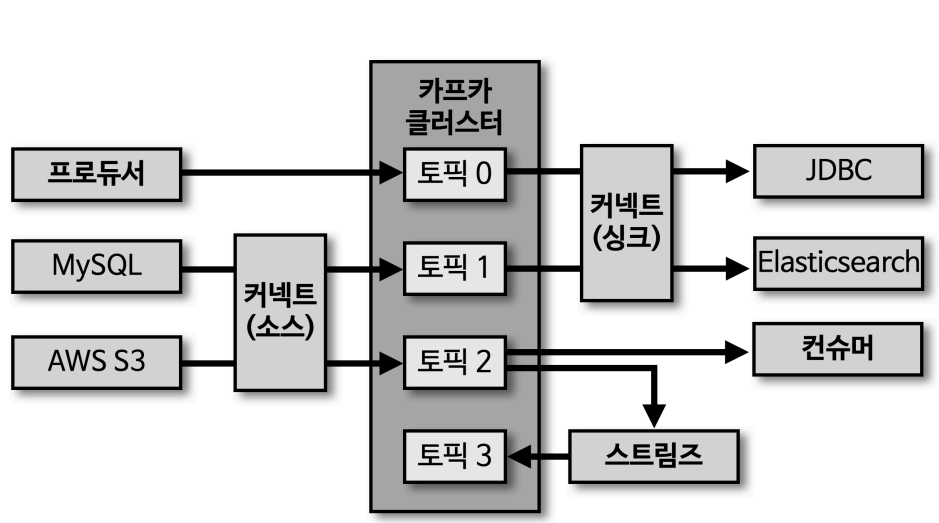 카프카
클러스터
프로듀서
토픽 0
커넥트
(싱크)
JDBC
MySQL
커넥트
(소스)
토픽 1
Elasticsearch
AWS S3
토픽 2
컨슈머
토픽 3
스트림즈